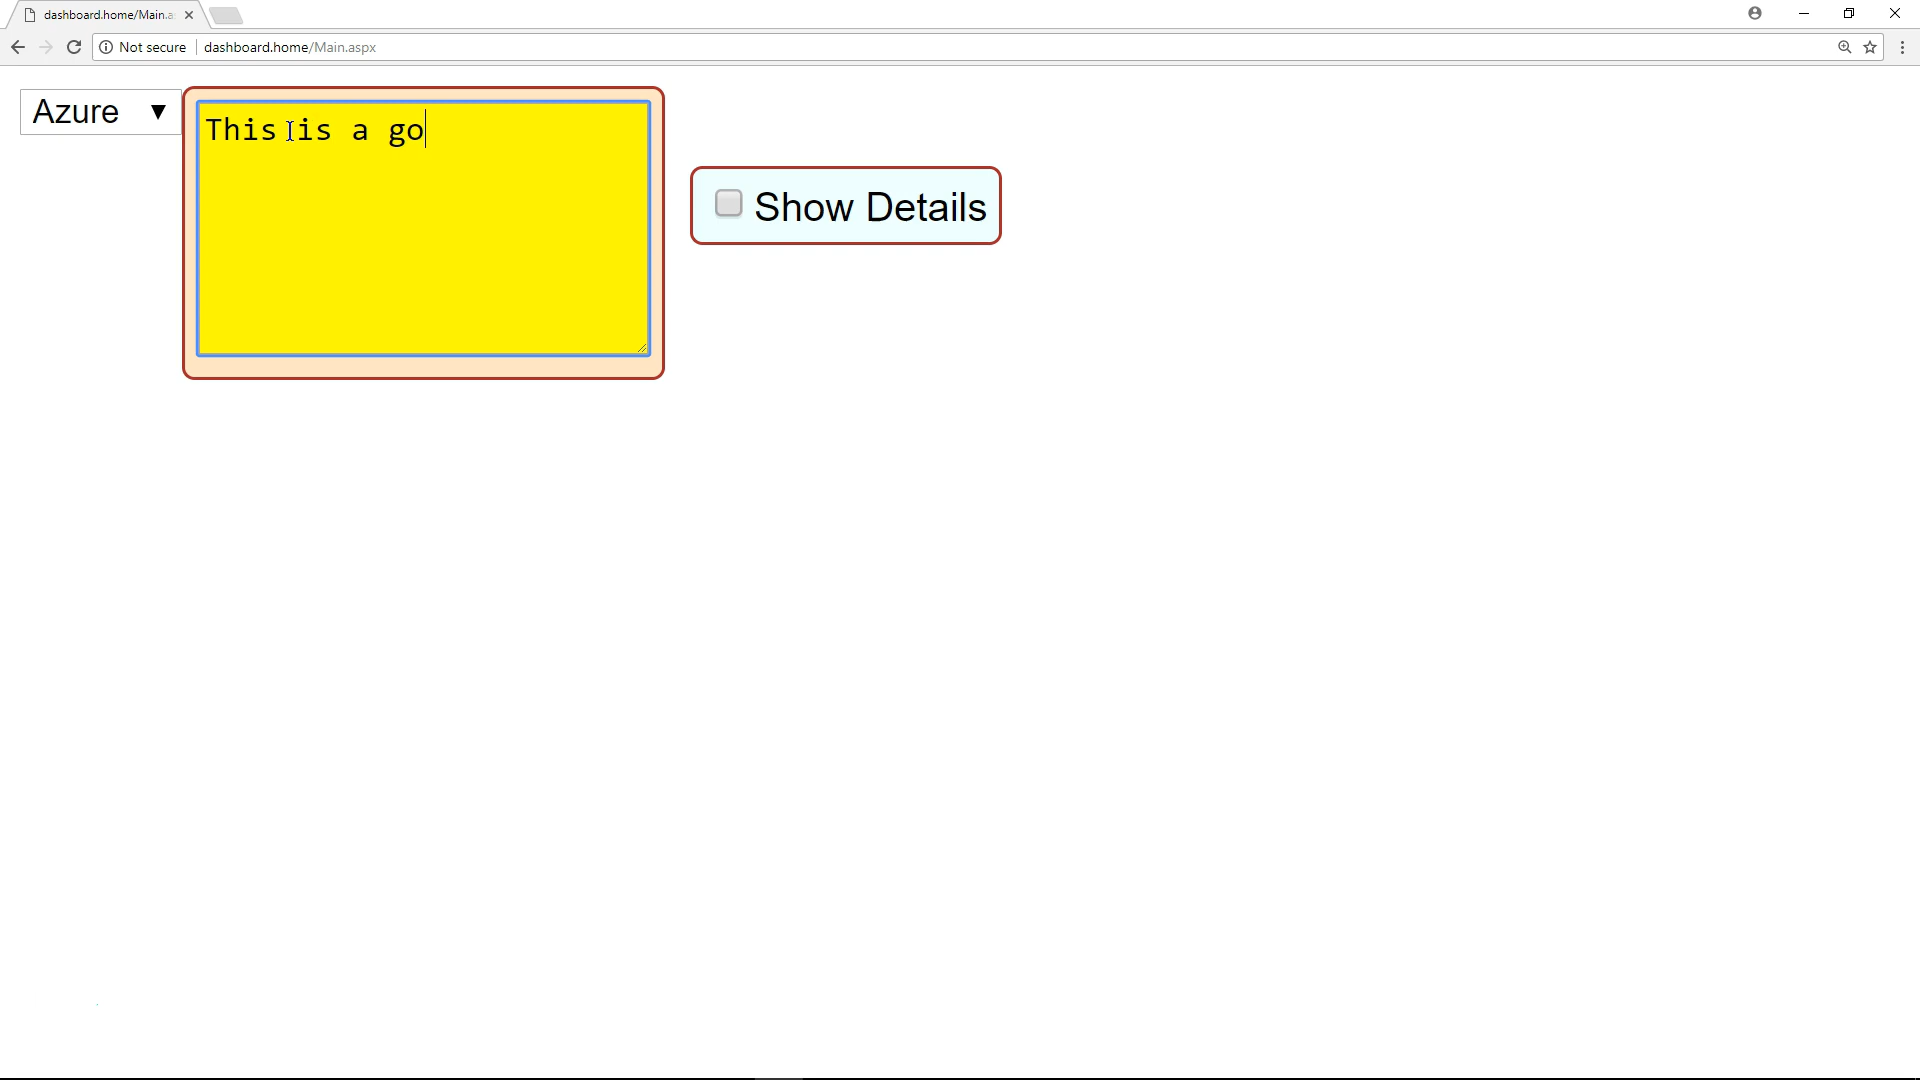 dashboard.home/Main.a
Not secure
dashboard.home/Main.aspx
Azure
This is a go
Show Details